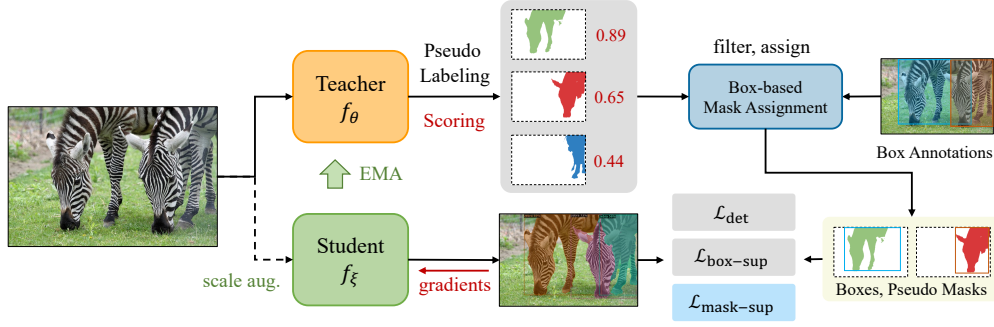 Teacher
f_θ
Pseudo
Labeling
Scoring
0.89
0.65
0.44
filter, assign
Box-based
Mask Assignment
Box Annotations
EMA
scale aug.
Student
f_ξ
gradients
ℒ_det
ℒ_box−sup
ℒ_mask−sup
Boxes, Pseudo Masks